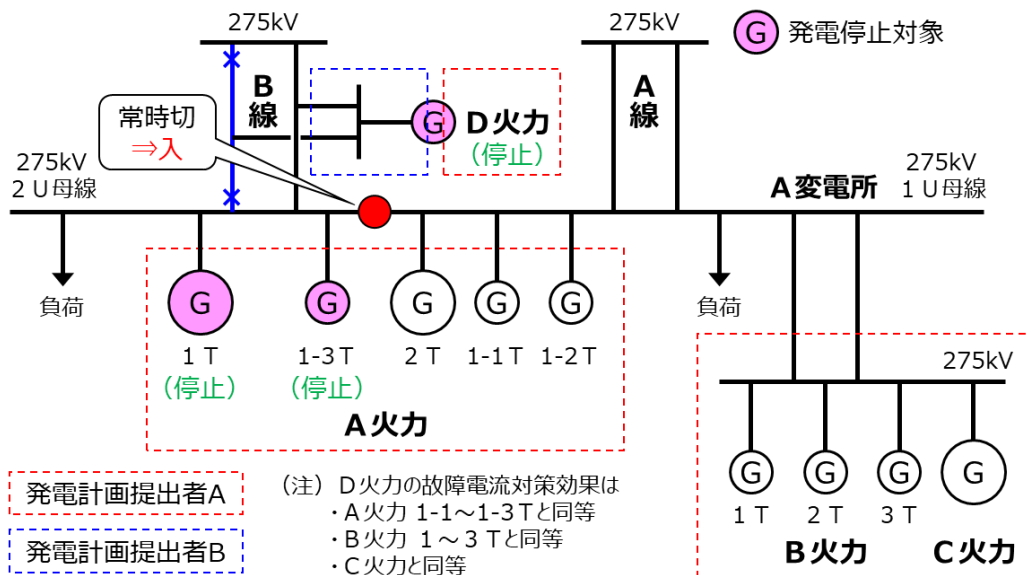 275kV
275kV
G
発電停止対象
B
線
A
線
常時切
⇒入
G
D火力
(停止)
275kV
2U母線
A変電所
275kV
1U母線
負荷
G
G
G
G
G
負荷
1T
1-3T
2T
1-1T
1-2T
(停止)
(停止)
A火力
275kV
G
G
G
G
1T
2T
3T
B火力
C火力
発電計画提出者A
発電計画提出者B
(注)D火力の故障電流対策効果は
・A火力 1-1~1-3Tと同等
・B火力 1~3Tと同等
・C火力と同等